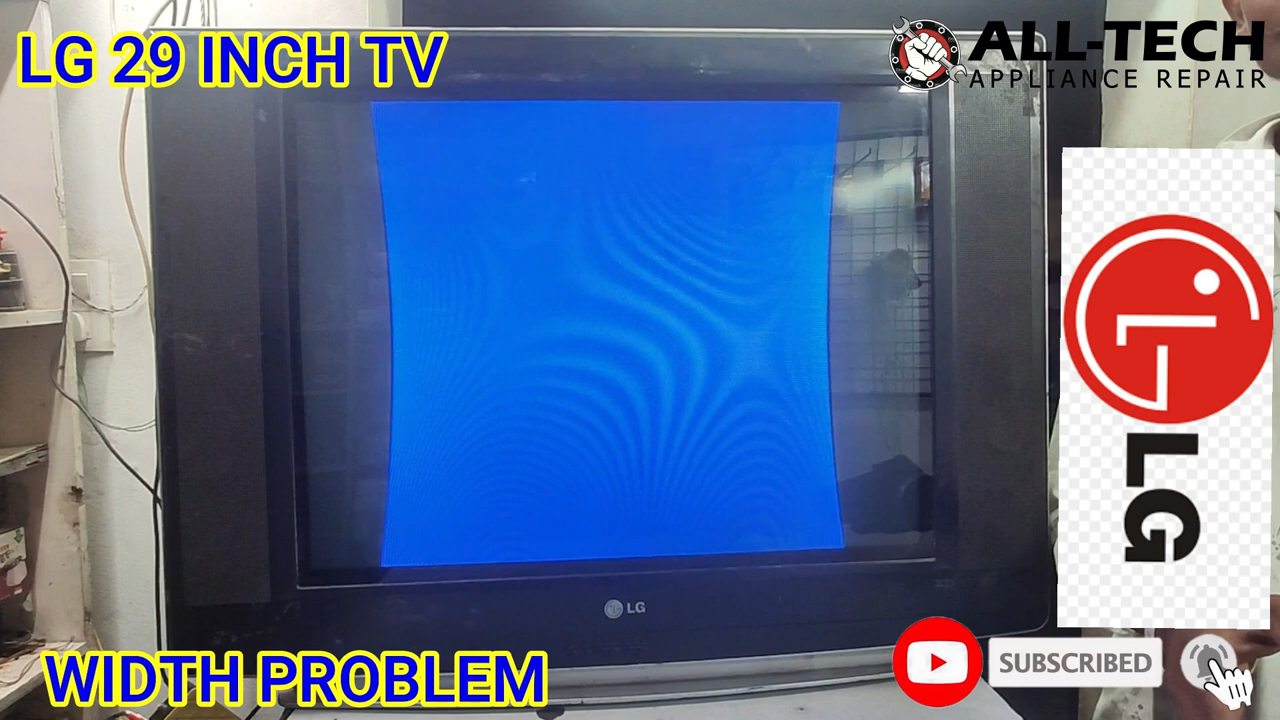 LG 29 INCH TV
ALL-TECH
APPLIANCE REPAIR
LG
LG
WIDTH PROBLEM
SUBSCRIBED